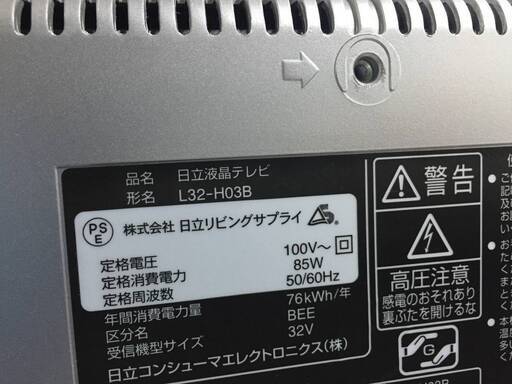 品名 日立液晶テレビ
形名 L32-H03B
PS
E
株式会社 日立リビングサプライ
定格電圧 100V～
定格消費電力 85W
定格周波数 50/60Hz
年間消費電力量 76kWh/年
区分名 BEE
受信機型サイズ 32V
日立コンシューマエレクトロニクス(株)
警告
高圧注意
感電のおそれあり
裏ぶたを開けるな
G